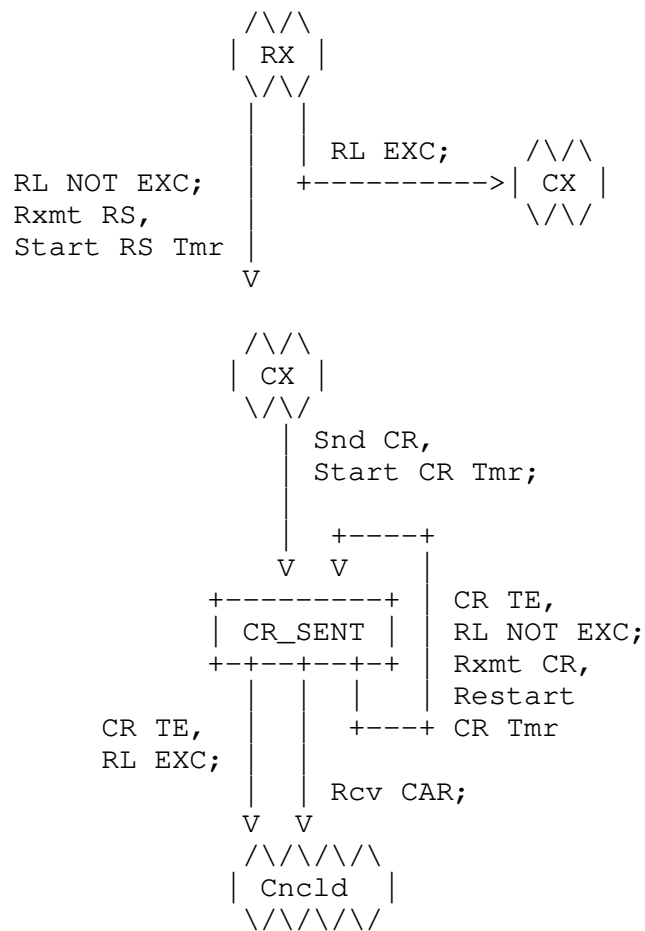 RX
RL EXC;
RL NOT EXC;
CX
Rxmt RS,
Start RS Tmr
V
CX
Snd CR,
Start CR Tmr;
V V
CR TE,
CR_SENT
RL NOT EXC;
Rxmt CR,
Restart
CR TE,
CR Tmr
RL EXC;
Rcv CAR;
V V
Cncld